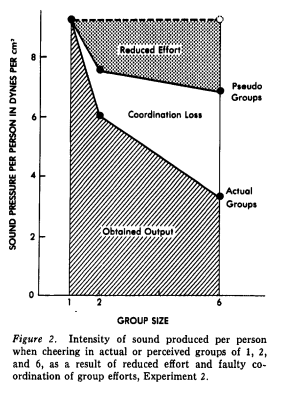 8
6
4
2
0
SOUND PRESSURE PER PERSON IN DYNES PER cm²
Reduced Effort
Pseudo
Groups
Coordination Loss
Actual
Groups
Obtained Output
1 2 6
GROUP SIZE
Figure 2. Intensity of sound produced per person
when cheering in actual or perceived groups of 1, 2,
and 6, as a result of reduced effort and faulty co-
ordination of group efforts, Experiment 2.